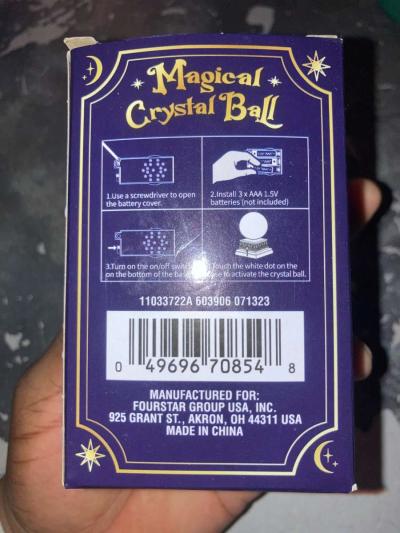 Magical
Crystal Ball
1.Use a screwdriver to open
the battery cover.
2.Install 3 x AAA 1.5V
batteries (not included)
3.Turn on the on/off switch
on the bottom of the base.
Touch the white dot on the
to activate the crystal ball.
11033722A 603906 071323
0 49696 70854 8
MANUFACTURED FOR:
FOURSTAR GROUP USA, INC.
925 GRANT ST., AKRON, OH 44311 USA
MADE IN CHINA